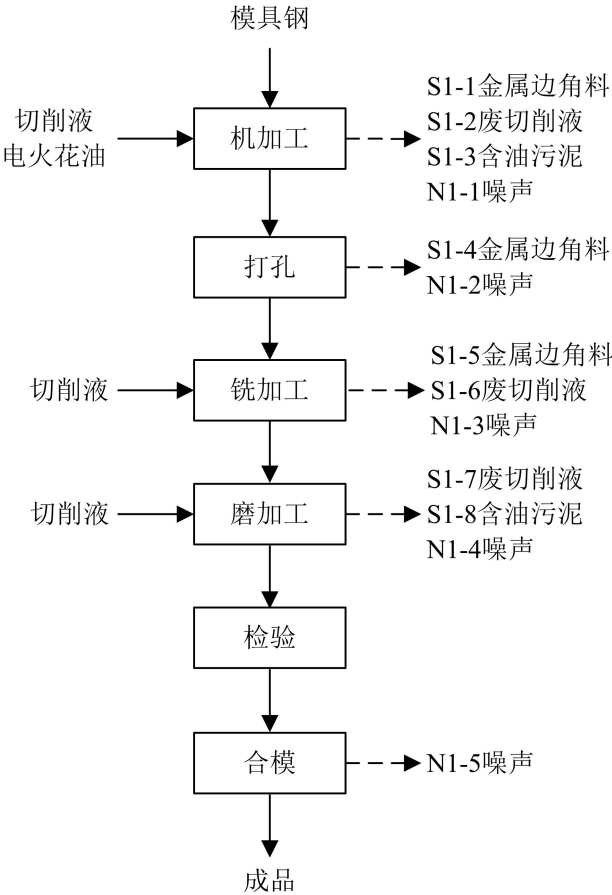 模具钢
切削液
电火花油
机加工
S1-1金属边角料
S1-2废切削液
S1-3含油污泥
N1-1噪声
打孔
S1-4金属边角料
N1-2噪声
切削液
铣加工
S1-5金属边角料
S1-6废切削液
N1-3噪声
切削液
磨加工
S1-7废切削液
S1-8含油污泥
N1-4噪声
检验
合模
N1-5噪声
成品